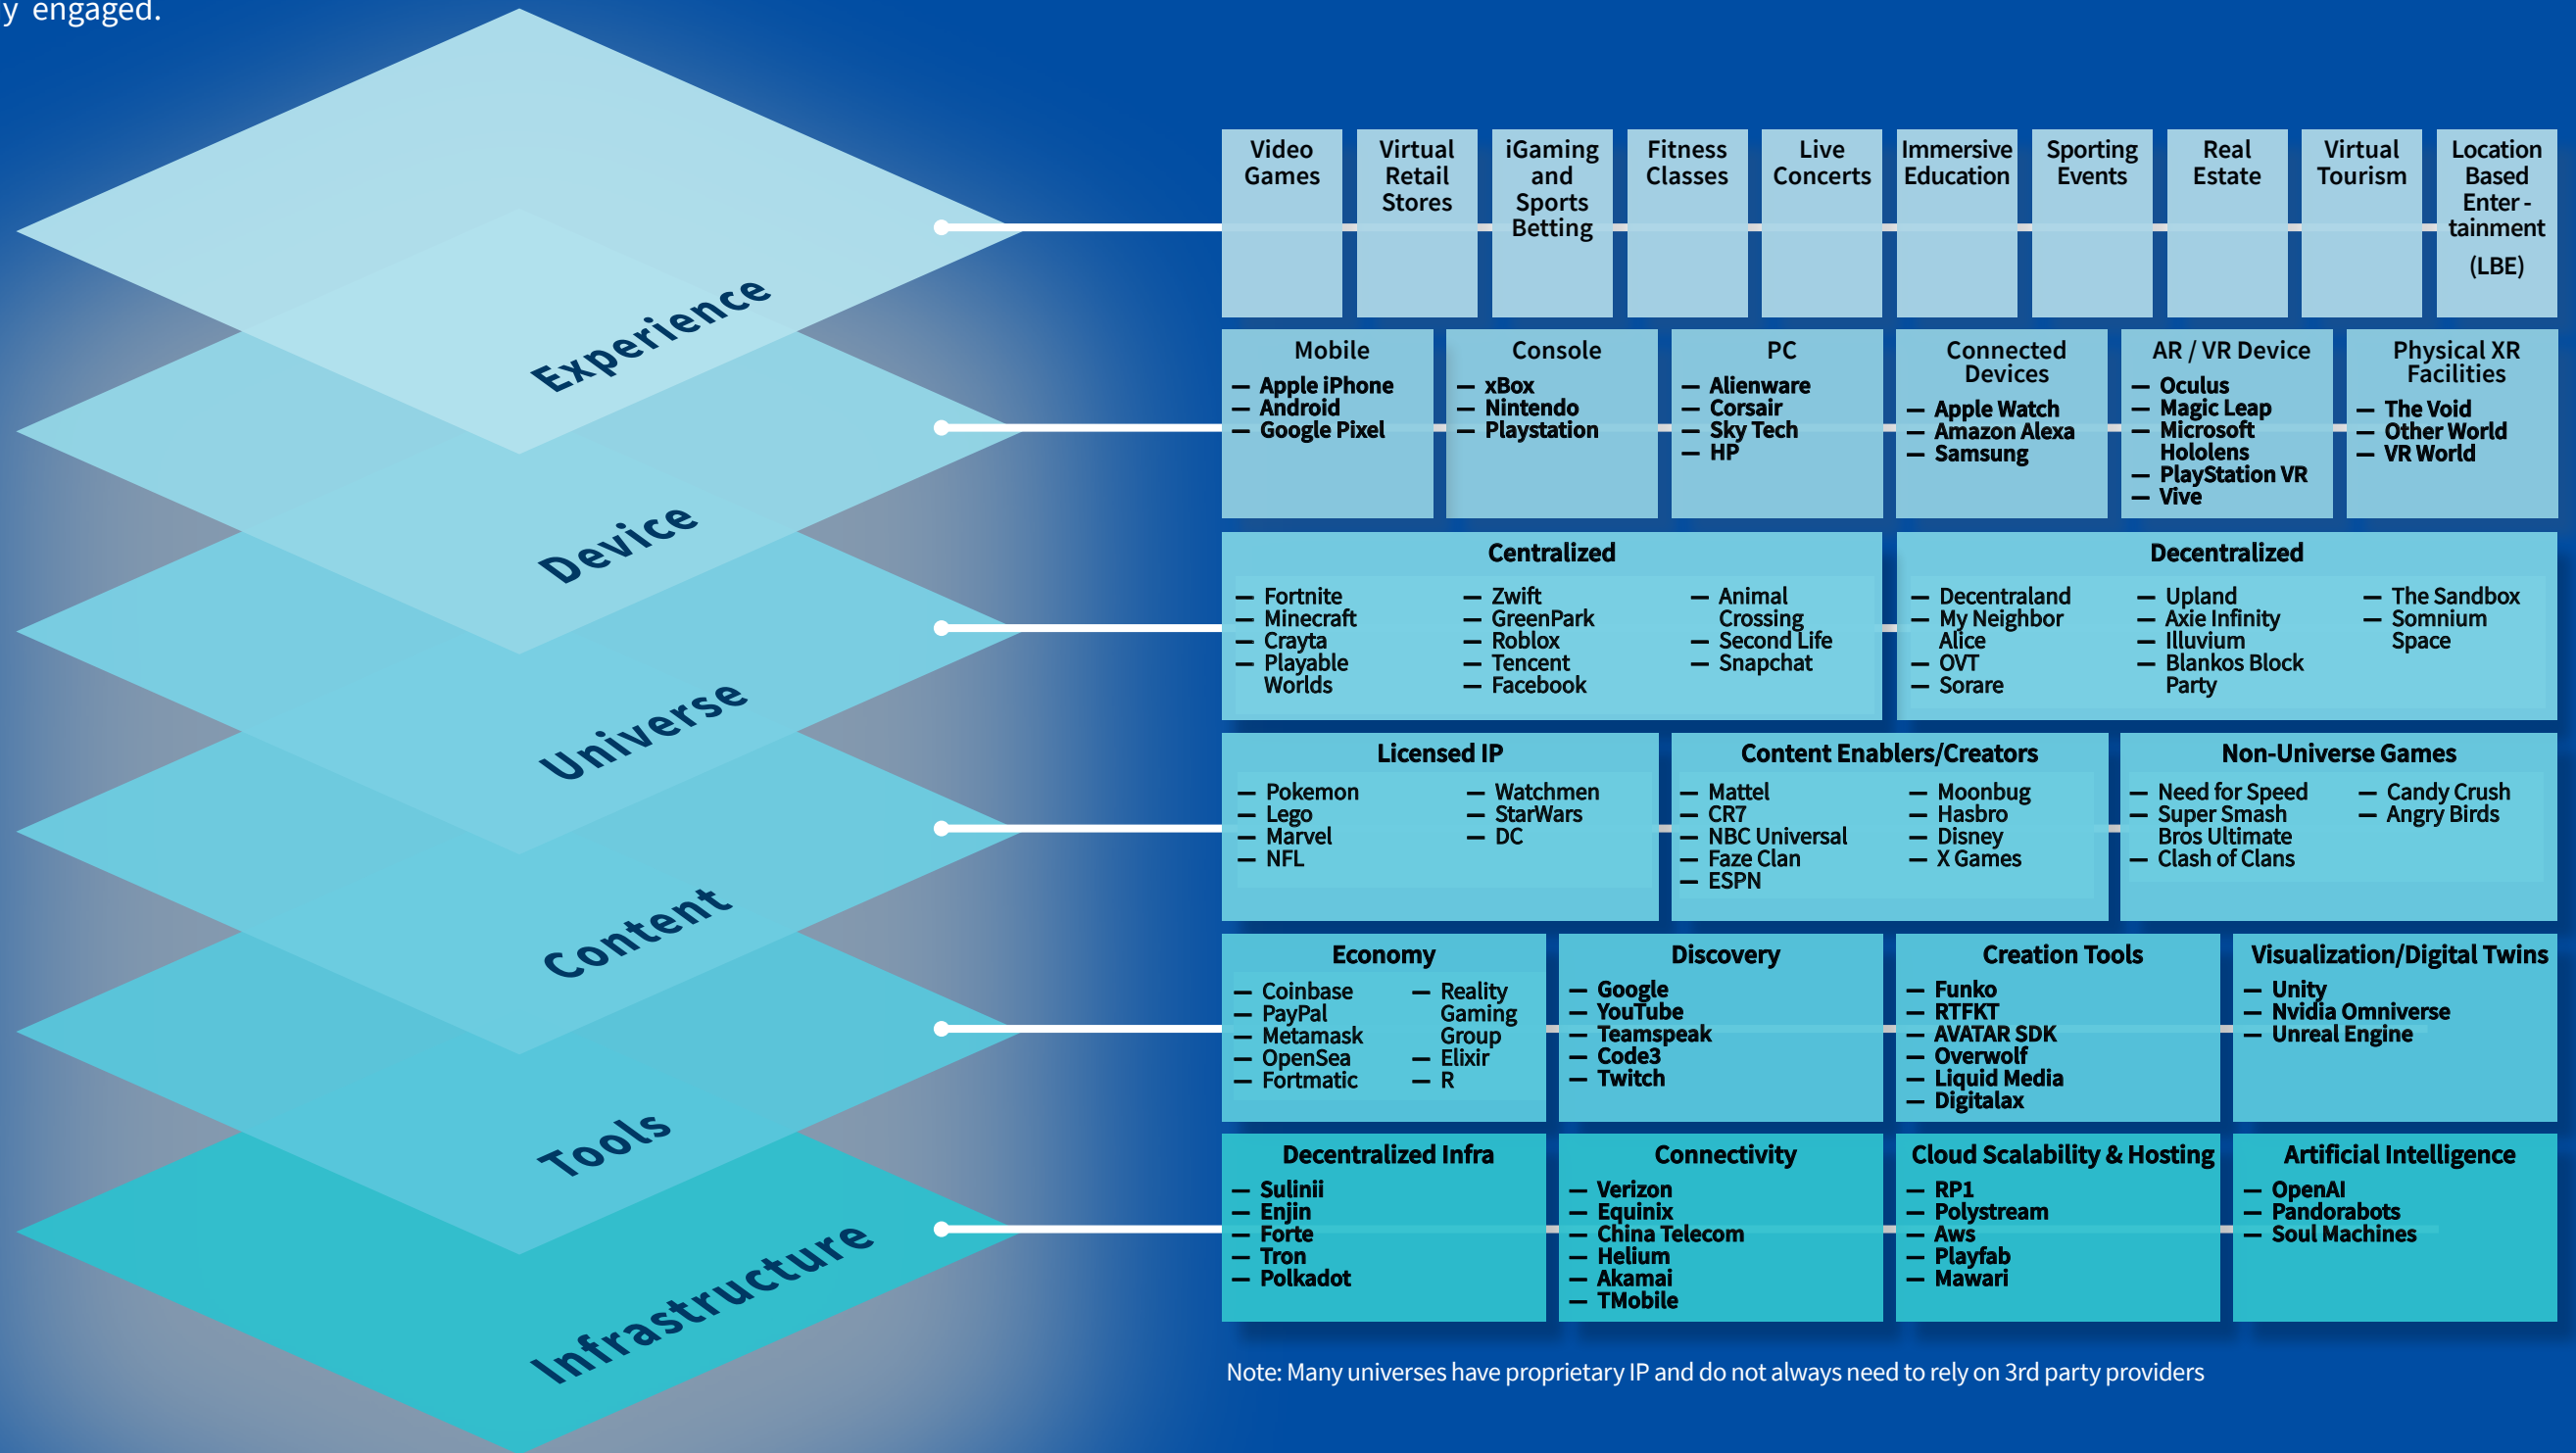 y engaged.
Experience
Video
Games
Virtual
Retail
Stores
iGaming
and
Sports
Betting
Fitness
Classes
Live
Concerts
Immersive
Education
Sporting
Events
Real
Estate
Virtual
Tourism
Location
Based
Enter -
tainment
(LBE)
Device
Mobile
— Apple iPhone
— Android
— Google Pixel
Console
— xBox
— Nintendo
— Playstation
PC
— Alienware
— Corsair
— Sky Tech
— HP
Connected
Devices
— Apple Watch
— Amazon Alexa
— Samsung
AR / VR Device
— Oculus
— Magic Leap
— Microsoft
Hololens
— PlayStation VR
— Vive
Physical XR
Facilities
— The Void
— Other World
— VR World
Universe
Centralized
— Fortnite
— Minecraft
— Crayta
— Playable
Worlds
— Zwift
— GreenPark
— Roblox
— Tencent
— Facebook
— Animal
Crossing
— Second Life
— Snapchat
Decentralized
— Decentraland
— My Neighbor
Alice
— OVT
— Sorare
— Upland
— Axie Infinity
— Illuvium
— Blankos Block
Party
— The Sandbox
— Somnium
Space
Content
Licensed IP
— Pokemon
— Lego
— Marvel
— NFL
— Watchmen
— StarWars
— DC
Content Enablers/Creators
— Mattel
— CR7
— NBC Universal
— Faze Clan
— ESPN
— Moonbug
— Hasbro
— Disney
— X Games
Non-Universe Games
— Need for Speed
— Super Smash
Bros Ultimate
— Clash of Clans
— Candy Crush
— Angry Birds
Tools
Economy
— Coinbase
— PayPal
— Metamask
— OpenSea
— Fortmatic
— Reality
Gaming
Group
— Elixir
— R
Discovery
— Google
— YouTube
— Teamspeak
— Code3
— Twitch
Creation Tools
— Funko
— RTFKT
— AVATAR SDK
— Overwolf
— Liquid Media
— Digitalax
Visualization/Digital Twins
— Unity
— Nvidia Omniverse
— Unreal Engine
Infrastructure
Decentralized Infra
— Sulinii
— Enjin
— Forte
— Tron
— Polkadot
Connectivity
— Verizon
— Equinix
— China Telecom
— Helium
— Akamai
— TMobile
Cloud Scalability & Hosting
— RP1
— Polystream
— Aws
— Playfab
— Mawari
Artificial Intelligence
— OpenAI
— Pandorabots
— Soul Machines
Note: Many universes have proprietary IP and do not always need to rely on 3rd party providers